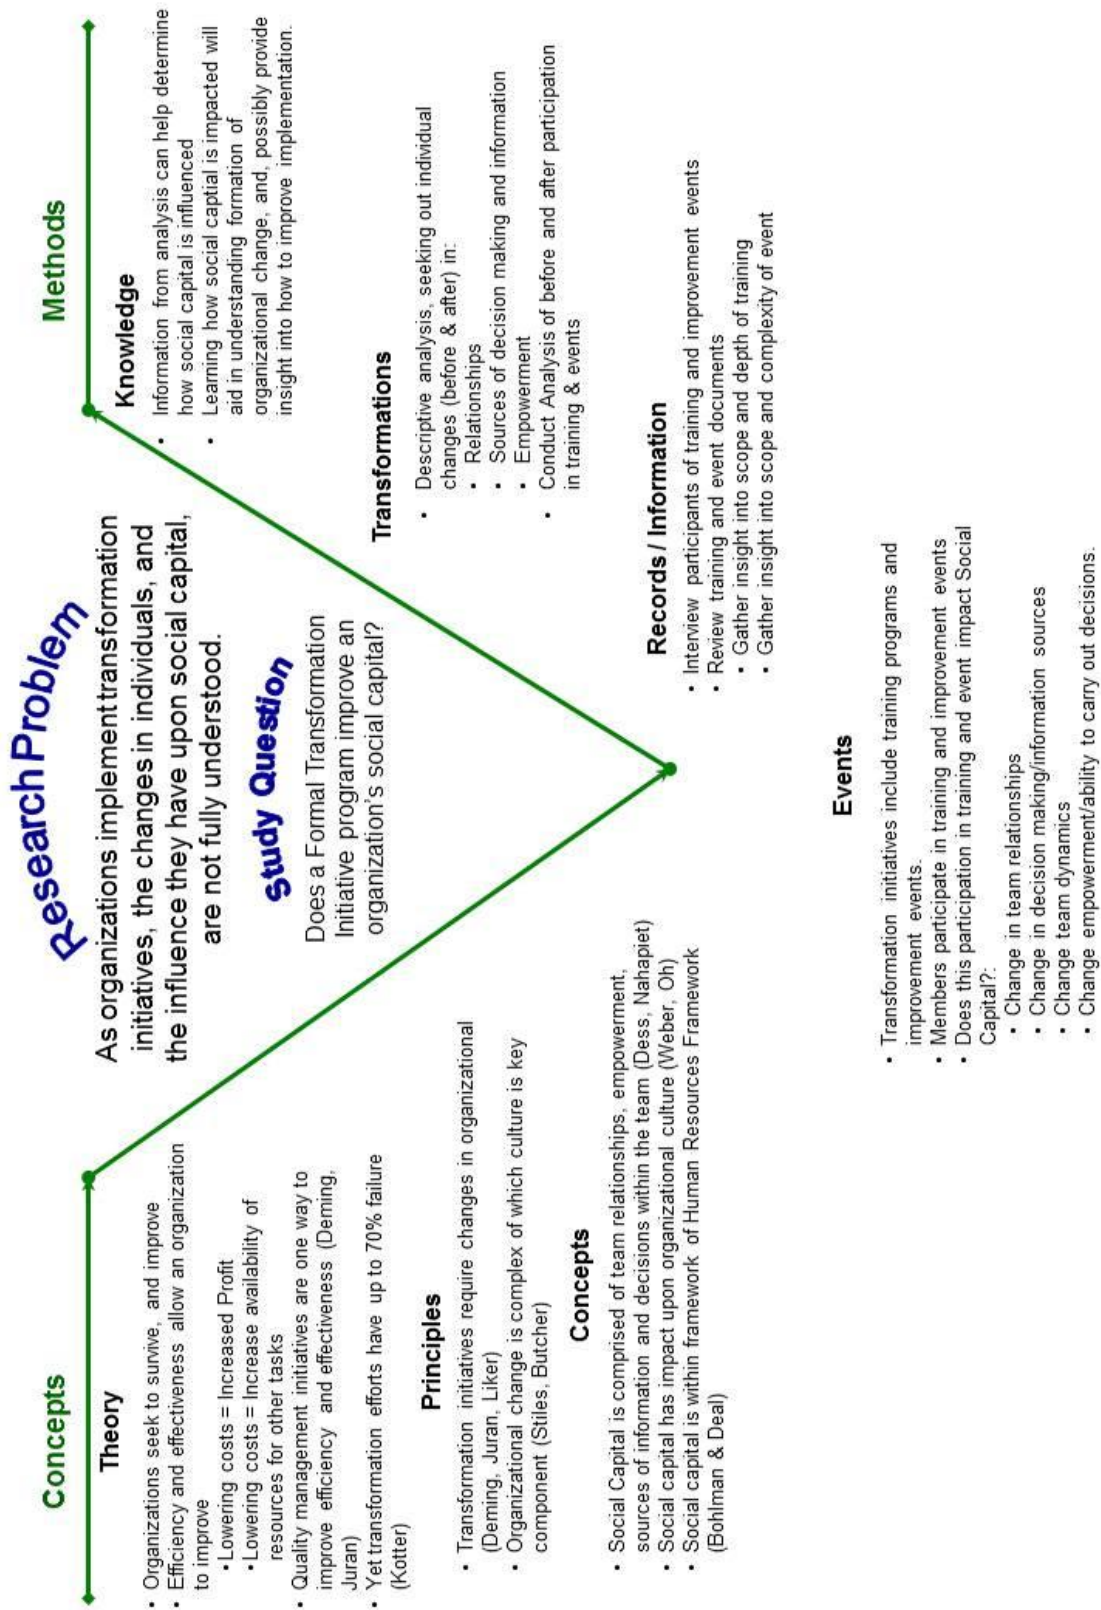 Concepts
Theory
• Organizations seek to survive, and improve
• Efficiency and effectiveness allow an organization
to improve
• Lowering costs = Increased Profit
• Lowering costs = Increase availability of
resources for other tasks
• Quality management initiatives are one way to
improve efficiency and effectiveness (Deming,
Juran)
• Yet transformation efforts have up to 70% failure
(Kotter)
Principles
• Transformation initiatives require changes in organizational
(Deming, Juran, Liker)
• Organizational change is complex of which culture is key
component (Stiles, Butcher)
Concepts
• Social Capital is comprised of team relationships, empowerment,
sources of information and decisions within the team (Dess, Nahapiet)
• Social capital has impact upon organizational culture (Weber, Oh)
• Social capital is within framework of Human Resources Framework
(Bohlman & Deal)
Research Problem
As organizations implement transformation
initiatives, the changes in individuals, and
the influence they have upon social capital,
are not fully understood.
Study Question
Does a Formal Transformation
Initiative program improve an
organization's social capital?
Methods
Knowledge
• Information from analysis can help determine
how social capital is influenced
• Learning how social captial is impacted will
aid in understanding formation of
organizational change, and, possibly provide
insight into how to improve implementation.
Transformations
• Descriptive analysis, seeking out individual
changes (before & after) in:
• Relationships
• Sources of decision making and information
• Empowerment
• Conduct Analysis of before and after participation
in training & events
Records / Information
• Interview participants of training and improvement events
• Review training and event documents
• Gather insight into scope and depth of training
• Gather insight into scope and complexity of event
Events
• Transformation initiatives include training programs and
improvement events.
• Members participate in training and improvement events
• Does this participation in training and event impact Social
Capital?:
• Change in team relationships
• Change in decision making/information sources
• Change team dynamics
• Change empowerment/ability to carry out decisions.